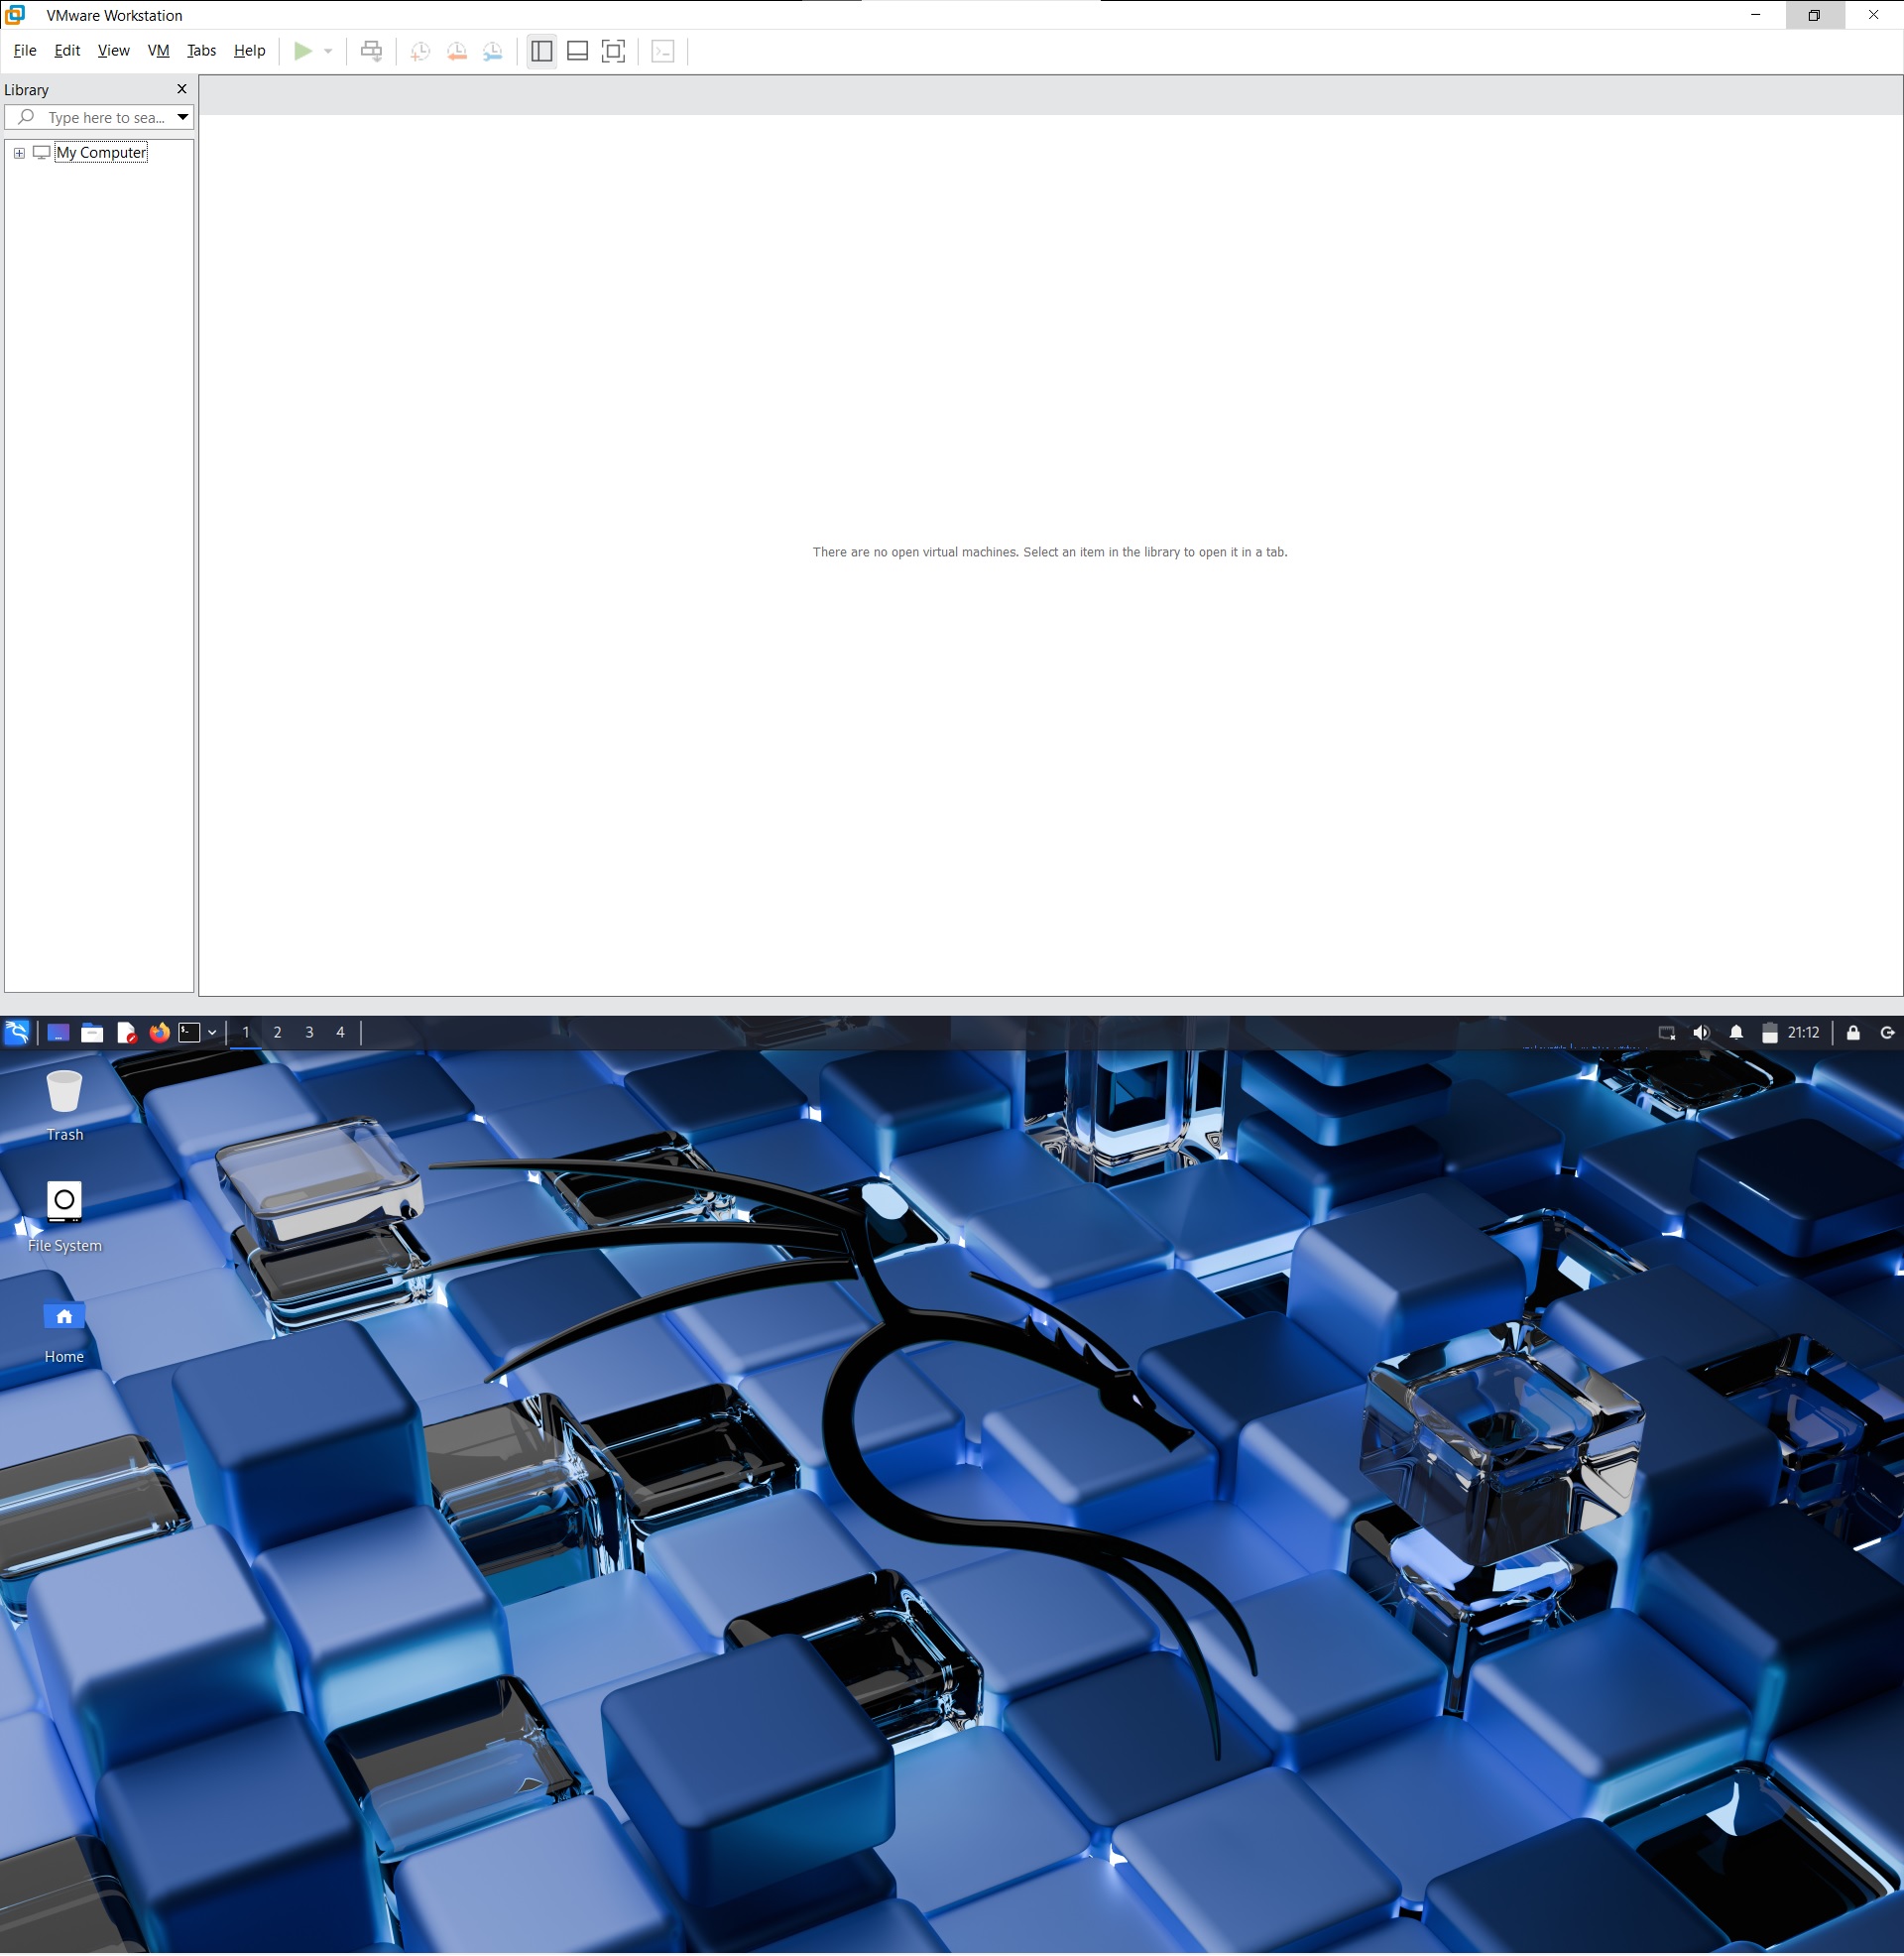 VMware Workstation
File Edit View VM Tabs Help
Library
Type here to sea...
My Computer
There are no open virtual machines. Select an item in the library to open it in a tab.
1 2 3 4
21:12
Trash
File System
Home